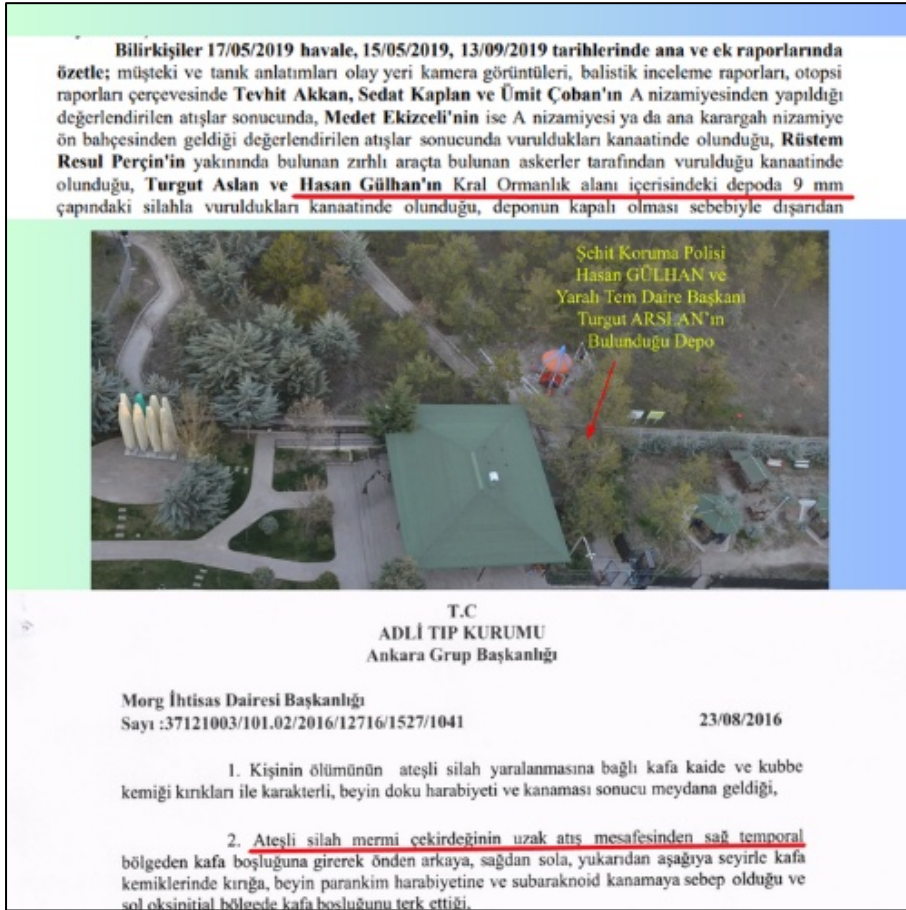 Bilirkişiler 17/05/2019 havale, 15/05/2019, 13/09/2019 tarihlerinde ana ve ek raporlarında
özetle; müşteki ve tanık anlatımları olay yeri kamera görüntüleri, balistik inceleme raporları, otopsi
raporları çerçevesinde Tevhit Akkan, Sedat Kaplan ve Ümit Çoban'ın A nizamiyesinden yapıldığı
değerlendirilen atışlar sonucunda, Medet Ekizceli'nin ise A nizamiyesi ya da ana karargah nizamiye
ön bahçesinden geldiği değerlendirilen atışlar sonucunda vuruldukları kanaatinde olunduğu, Rüstem
Resul Perçin'in yakınında bulunan zırhlı araçta bulunan askerler tarafından vurulduğu kanaatinde
olunduğu, Turgut Aslan ve Hasan Gülhan'ın Kral Ormanlık alanı içerisindeki depoda 9 mm
çapındaki silahla vuruldukları kanaatinde olunduğu, deponun kapalı olması sebebiyle dışarıdan
Şehit Koruma Polisi
Hasan GÜLHAN ve
Yaralı Tem Daire Başkanı
Turgut ARSLAN'ın
Bulunduğu Depo
T.C
ADLİ TIP KURUMU
Ankara Grup Başkanlığı
Morg İhtisas Dairesi Başkanlığı
Sayı :37121003/101.02/2016/12716/1527/1041 23/08/2016
1. Kişinin ölümünün ateşli silah yaralanmasına bağlı kafa kaide ve kubbe
kemiği kırıkları ile karakterli, beyin doku harabiyeti ve kanaması sonucu meydana geldiği,
2. Ateşli silah mermi çekirdeğinin uzak atış mesafesinden sağ temporal
bölgeden kafa boşluğuna girerek önden arkaya, sağdan sola, yukarıdan aşağıya seyirle kafa
kemiklerinde kırığa, beyin parankim harabiyetine ve subaraknoid kanamaya sebep olduğu ve
sol oksipitial bölgede kafa boşluğunu terk ettiği,